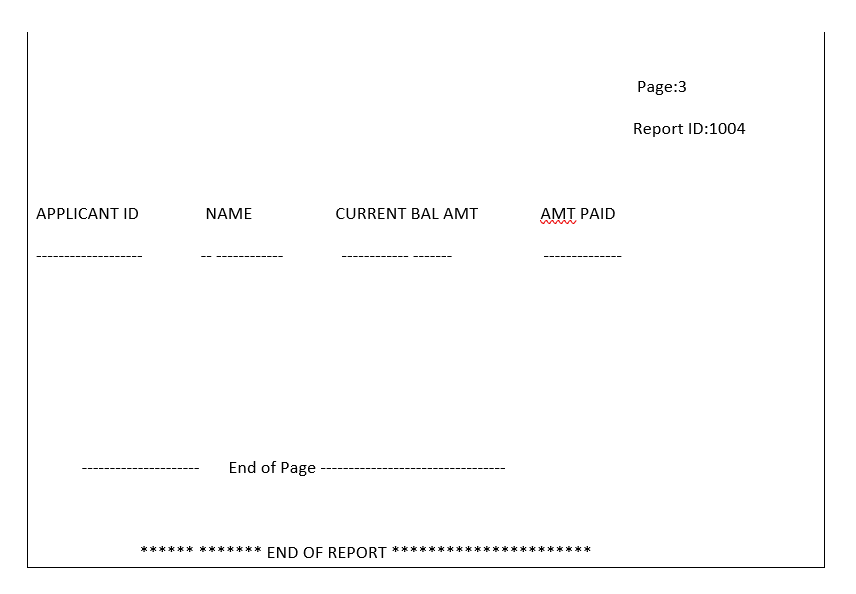 Page:3
Report ID:1004
APPLICANT ID NAME CURRENT BAL AMT AMT PAID
------------------- -- ------------ ------------ ------- --------------
--------------------- End of Page ---------------------------------
****** ******* END OF REPORT **********************